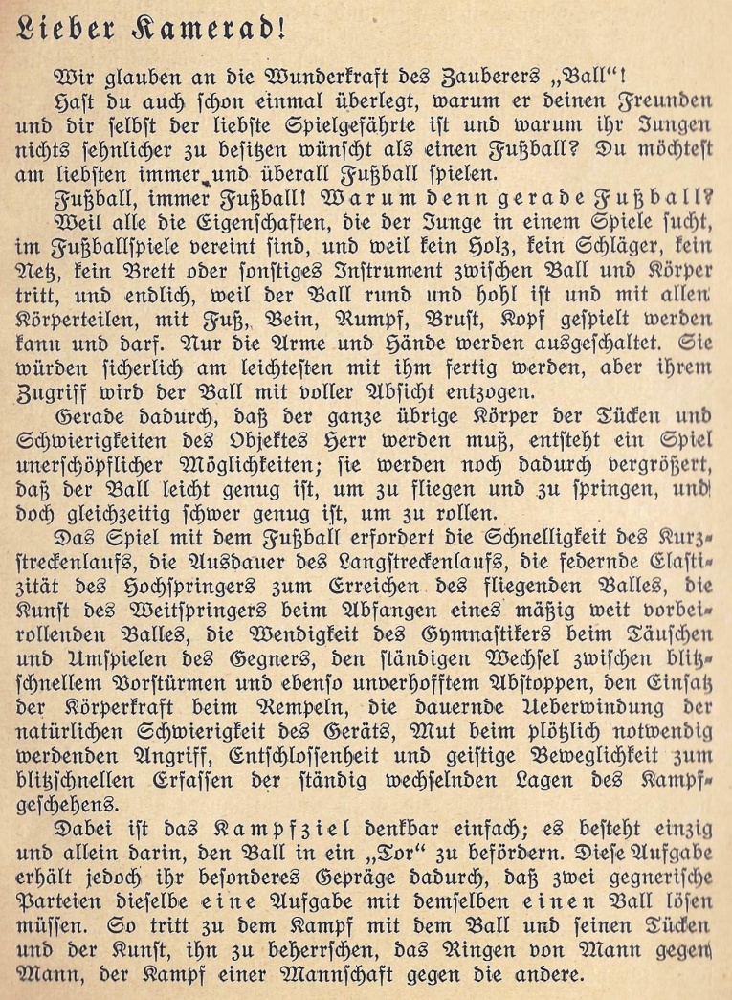 Lieber Kamerad!
Wir glauben an die Wunderkraft des Zauberers „Ball“!
Hast du auch schon einmal überlegt, warum er deinen Freunden
und dir selbst der liebste Spielgefährte ist und warum ihr Jungen
nichts sehnlicher zu besitzen wünscht als einen Fußball? Du möchtest
am liebsten immer und überall Fußball spielen.
Fußball, immer Fußball! Warum denn gerade Fußball?
Weil alle die Eigenschaften, die der Junge in einem Spiele sucht,
im Fußballspiele vereint sind, und weil kein Holz, kein Schläger, kein
Netz, kein Brett oder sonstiges Instrument zwischen Ball und Körper
tritt, und endlich, weil der Ball rund und hohl ist und mit allen
Körperteilen, mit Fuß, Bein, Rumpf, Brust, Kopf gespielt werden
kann und darf. Nur die Arme und Hände werden ausgeschaltet. Sie
würden sicherlich am leichtesten mit ihm fertig werden, aber ihrem
Zugriff wird der Ball mit voller Absicht entzogen.
Gerade dadurch, daß der ganze übrige Körper der Tücken und
Schwierigkeiten des Objektes Herr werden muß, entsteht ein Spiel
unerschöpflicher Möglichkeiten; sie werden noch dadurch vergrößert,
daß der Ball leicht genug ist, um zu fliegen und zu springen, und
doch gleichzeitig schwer genug ist, um zu rollen.
Das Spiel mit dem Fußball erfordert die Schnelligkeit des Kurz-
streckenlaufs, die Ausdauer des Langstreckenlaufs, die federnde Elasti-
zität des Hochspringers zum Erreichen des fliegenden Balles, die
Kunst des Weitspringers beim Abfangen eines mäßig weit vorbei-
rollenden Balles, die Wendigkeit des Gymnastikers beim Täuschen
und Umspielen des Gegners, den ständigen Wechsel zwischen blitz-
schnellem Vorstürmen und ebenso unverhofftem Abstoppen, den Einsatz
der Körperkraft beim Rempeln, die dauernde Ueberwindung der
natürlichen Schwierigkeit des Geräts, Mut beim plötzlich notwendig
werdenden Angriff, Entschlossenheit und geistige Beweglichkeit zum
blitzschnellen Erfassen der ständig wechselnden Lagen des Kampf-
geschehens.
Dabei ist das Kampfziel denkbar einfach; es besteht einzig
und allein darin, den Ball in ein „Tor“ zu befördern. Diese Aufgabe
erhält jedoch ihr besonderes Gepräge dadurch, daß zwei gegnerische
Parteien dieselbe eine Aufgabe mit demselben einen Ball lösen
müssen. So tritt zu dem Kampf mit dem Ball und seinen Tücken
und der Kunst, ihn zu beherrschen, das Ringen von Mann gegen
Mann, der Kampf einer Mannschaft gegen die andere.